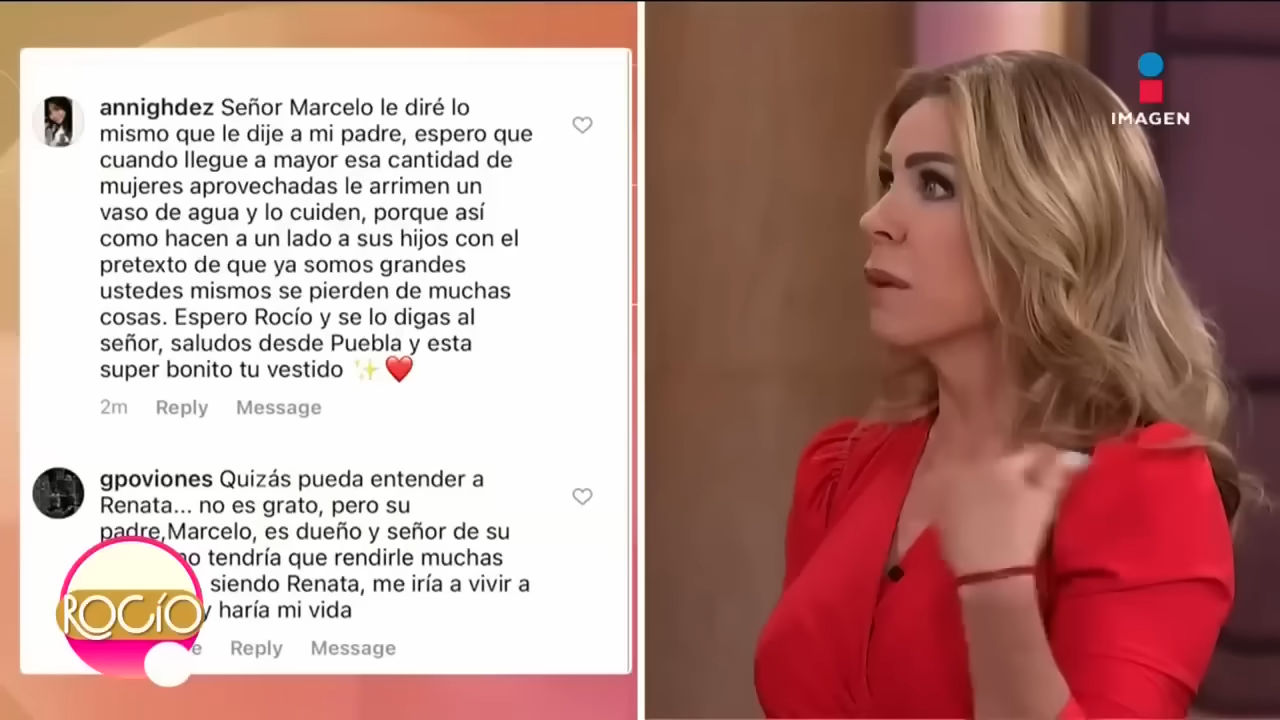 annighdez Señor Marcelo le diré lo
mismo que le dije a mi padre, espero que
cuando llegue a mayor esa cantidad de
mujeres aprovechadas le arrimen un
vaso de agua y lo cuiden, porque así
como hacen a un lado a sus hijos con el
pretexto de que ya somos grandes
ustedes mismos se pierden de muchas
cosas. Espero Rocío y se lo digas al
señor, saludos desde Puebla y esta
super bonito tu vestido ✨❤️
2m Reply Message
gpoviones Quizás pueda entender a
Renata... no es grato, pero su
padre,Marcelo, es dueño y señor de su
tendría que rendirle muchas
siendo Renata, me iría a vivir a
y haría mi vida
Reply Message
ROCÍO
IMAGEN